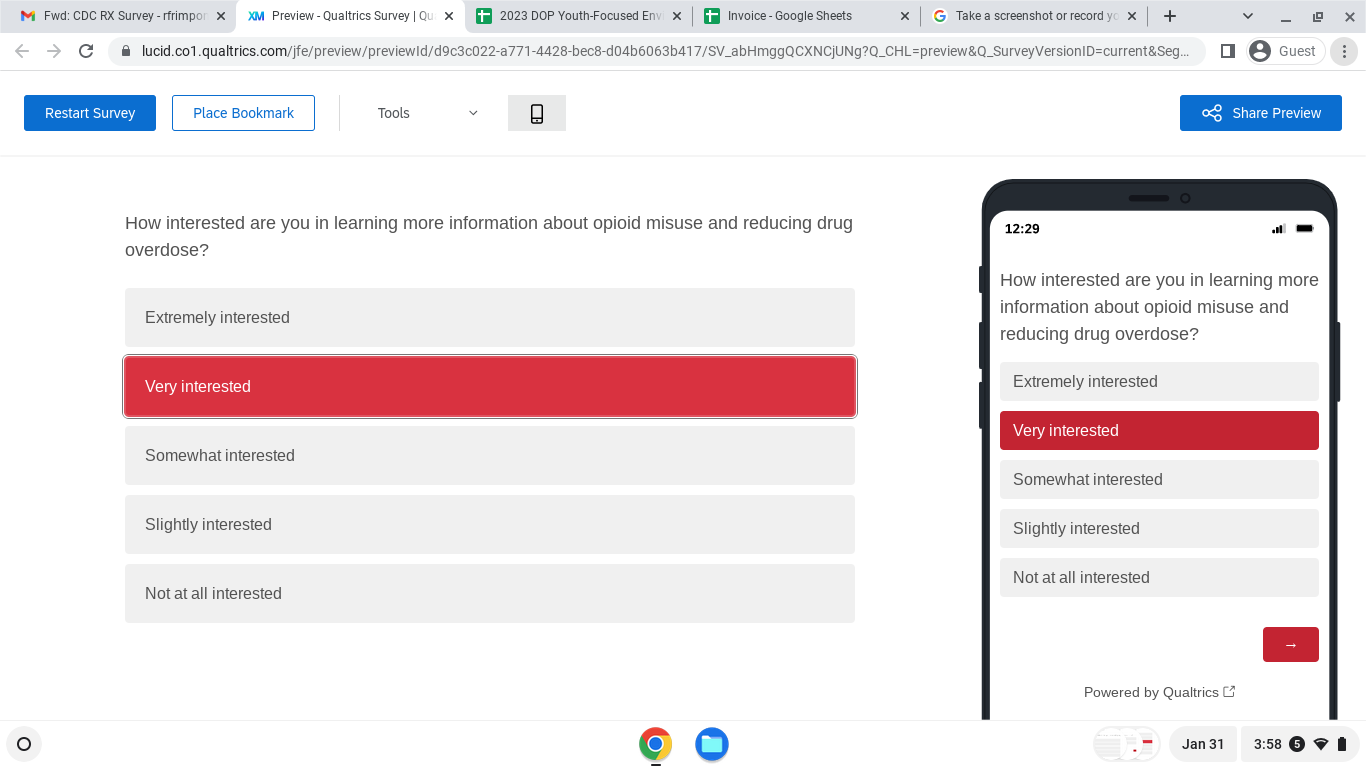 Fwd: CDC RX Survey - rfrimpor
Preview - Qualtrics Survey | Qu
2023 DOP Youth-Focused Envi
Invoice - Google Sheets
Take a screenshot or record yo
lucid.co1.qualtrics.com/jfe/preview/previewId/d9c3c022-a771-4428-bec8-d04b6063b417/SV_abHmggQCXNCjUNg?Q_CHL=preview&Q_SurveyVersionID=current&Seg...
Guest
Restart Survey
Place Bookmark
Tools
Share Preview
How interested are you in learning more information about opioid misuse and reducing drug
overdose?
Extremely interested
Very interested
Somewhat interested
Slightly interested
Not at all interested
12:29
How interested are you in learning more
information about opioid misuse and
reducing drug overdose?
Extremely interested
Very interested
Somewhat interested
Slightly interested
Not at all interested
→
Powered by Qualtrics
Jan 31
3:58
5